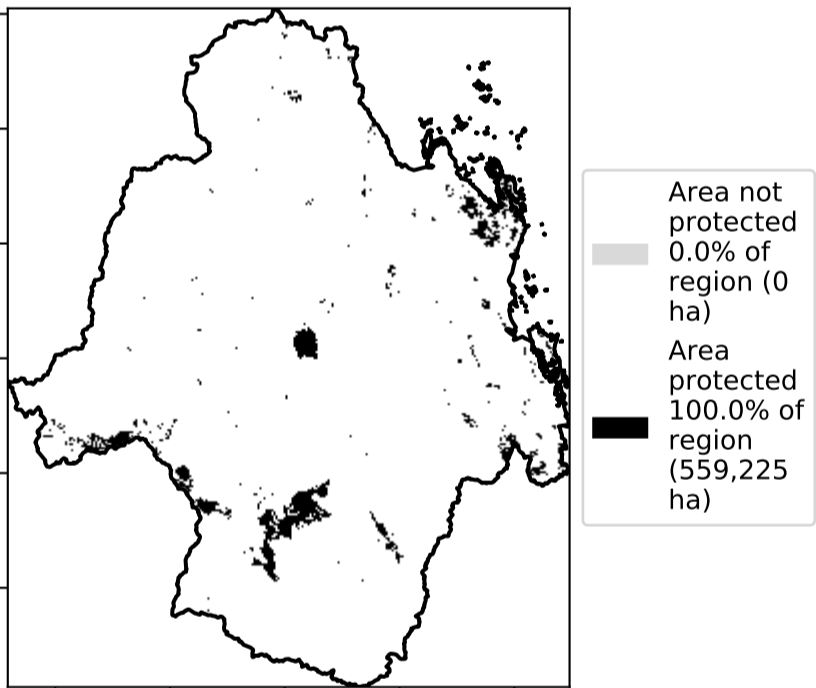 Area not
protected
0.0% of
region (0
ha)
Area
protected
100.0% of
region
(559,225
ha)